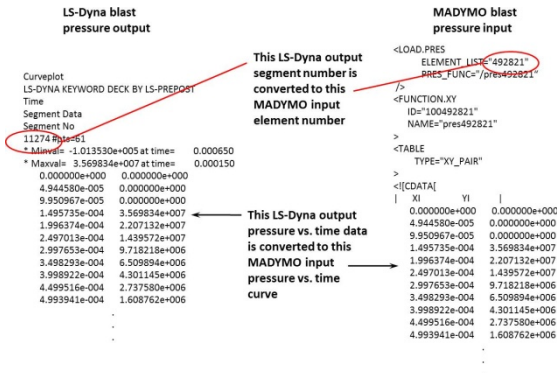 LS-Dyna blast
pressure output
Curveplot
LS-DYNA KEYWORD DECK BY LS-PREPOST
Time
Segment Data
Segment No
11274 #pts=61
* Minval= -1.013530e+005 at time= 0.000650
* Maxval= 3.569834e+007 at time= 0.000150
0.000000e+000 0.000000e+000
4.944580e-005 0.000000e+000
9.950967e-005 0.000000e+000
1.495735e-004 3.569834e+007
1.996374e-004 2.207132e+007
2.497013e-004 1.439572e+007
2.997653e-004 9.718218e+006
3.498293e-004 6.509894e+006
3.998922e-004 4.301145e+006
4.499516e-004 2.737580e+006
4.993941e-004 1.608762e+006
.
.
.
This LS-Dyna output
segment number is
converted to this
MADYMO input
element number
This LS-Dyna output
pressure vs. time data
is converted to this
MADYMO input
pressure vs. time
curve
MADYMO blast
pressure input
<LOAD.PRES
ELEMENT_LIST="492821"
PRES_FUNC="/pres492821"
/>
<FUNCTION.XY
ID="100492821"
NAME="pres492821"
>
<TABLE
TYPE="XY_PAIR"
>
<![CDATA[
| XI YI |
0.000000e+000 0.000000e+000
4.944580e-005 0.000000e+000
9.950967e-005 0.000000e+000
1.495735e-004 3.569834e+007
1.996374e-004 2.207132e+007
2.497013e-004 1.439572e+007
2.997653e-004 9.718218e+006
3.498293e-004 6.509894e+006
3.998922e-004 4.301145e+006
4.499516e-004 2.737580e+006
4.993941e-004 1.608762e+006
.
.